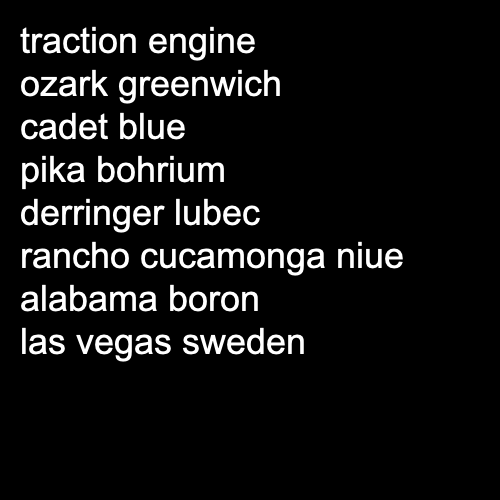 traction engine
ozark greenwich
cadet blue
pika bohrium
derringer lubec
rancho cucamonga niue
alabama boron
las vegas sweden